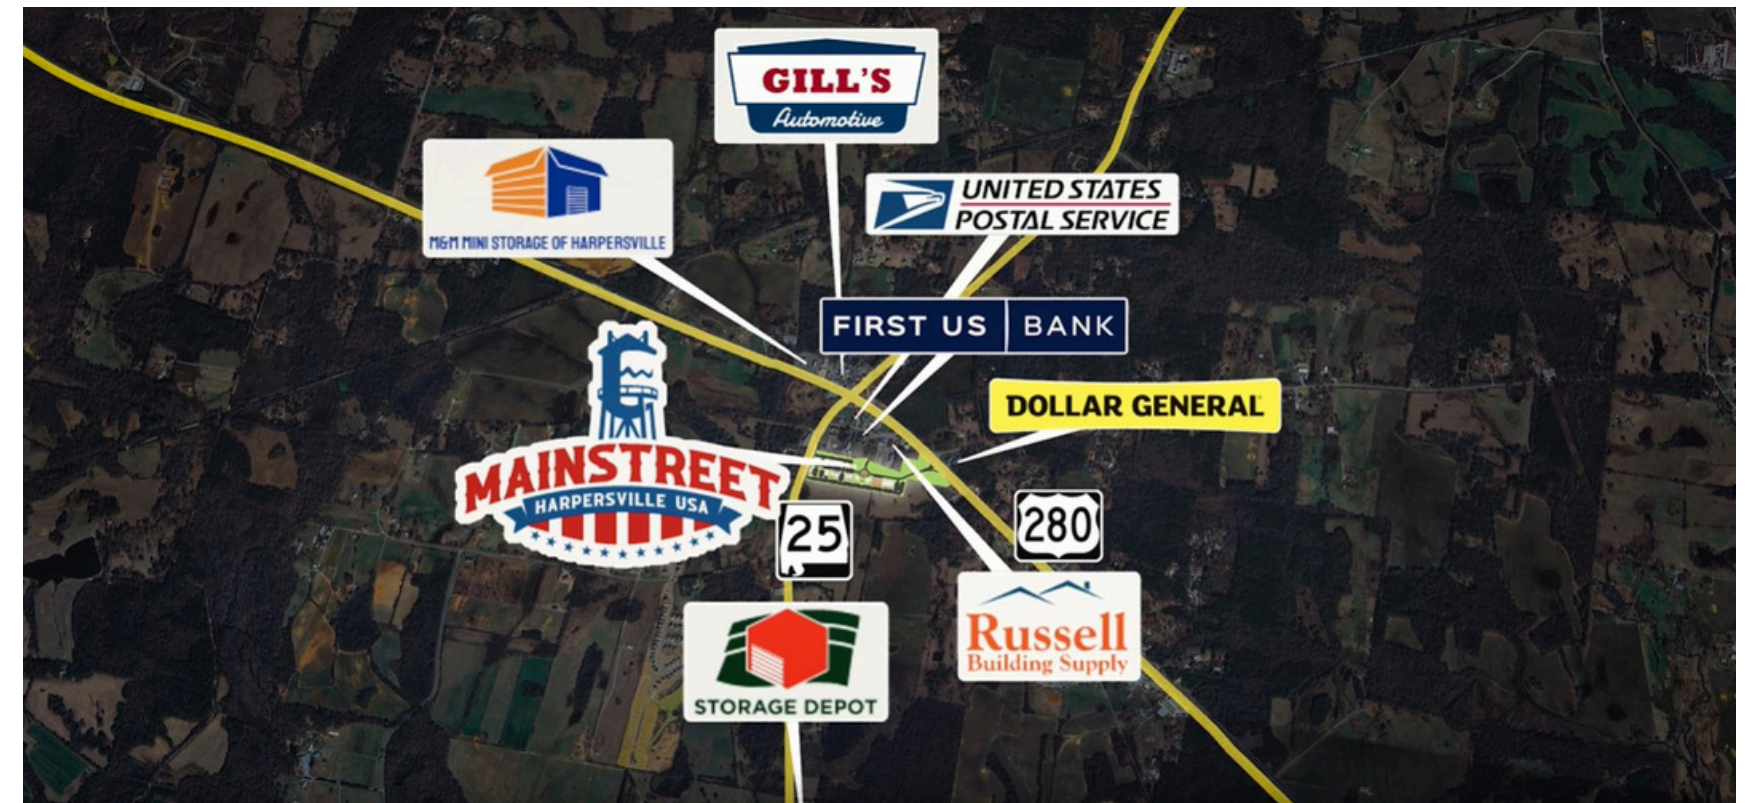 GILL'S
Automotive
M&M MINI STORAGE OF HARPERSVILLE
UNITED STATES
POSTAL SERVICE
FIRST US BANK
DOLLAR GENERAL
MAINSTREET
HARPERSVILLE USA
25
280
Russell
Building Supply
STORAGE DEPOT